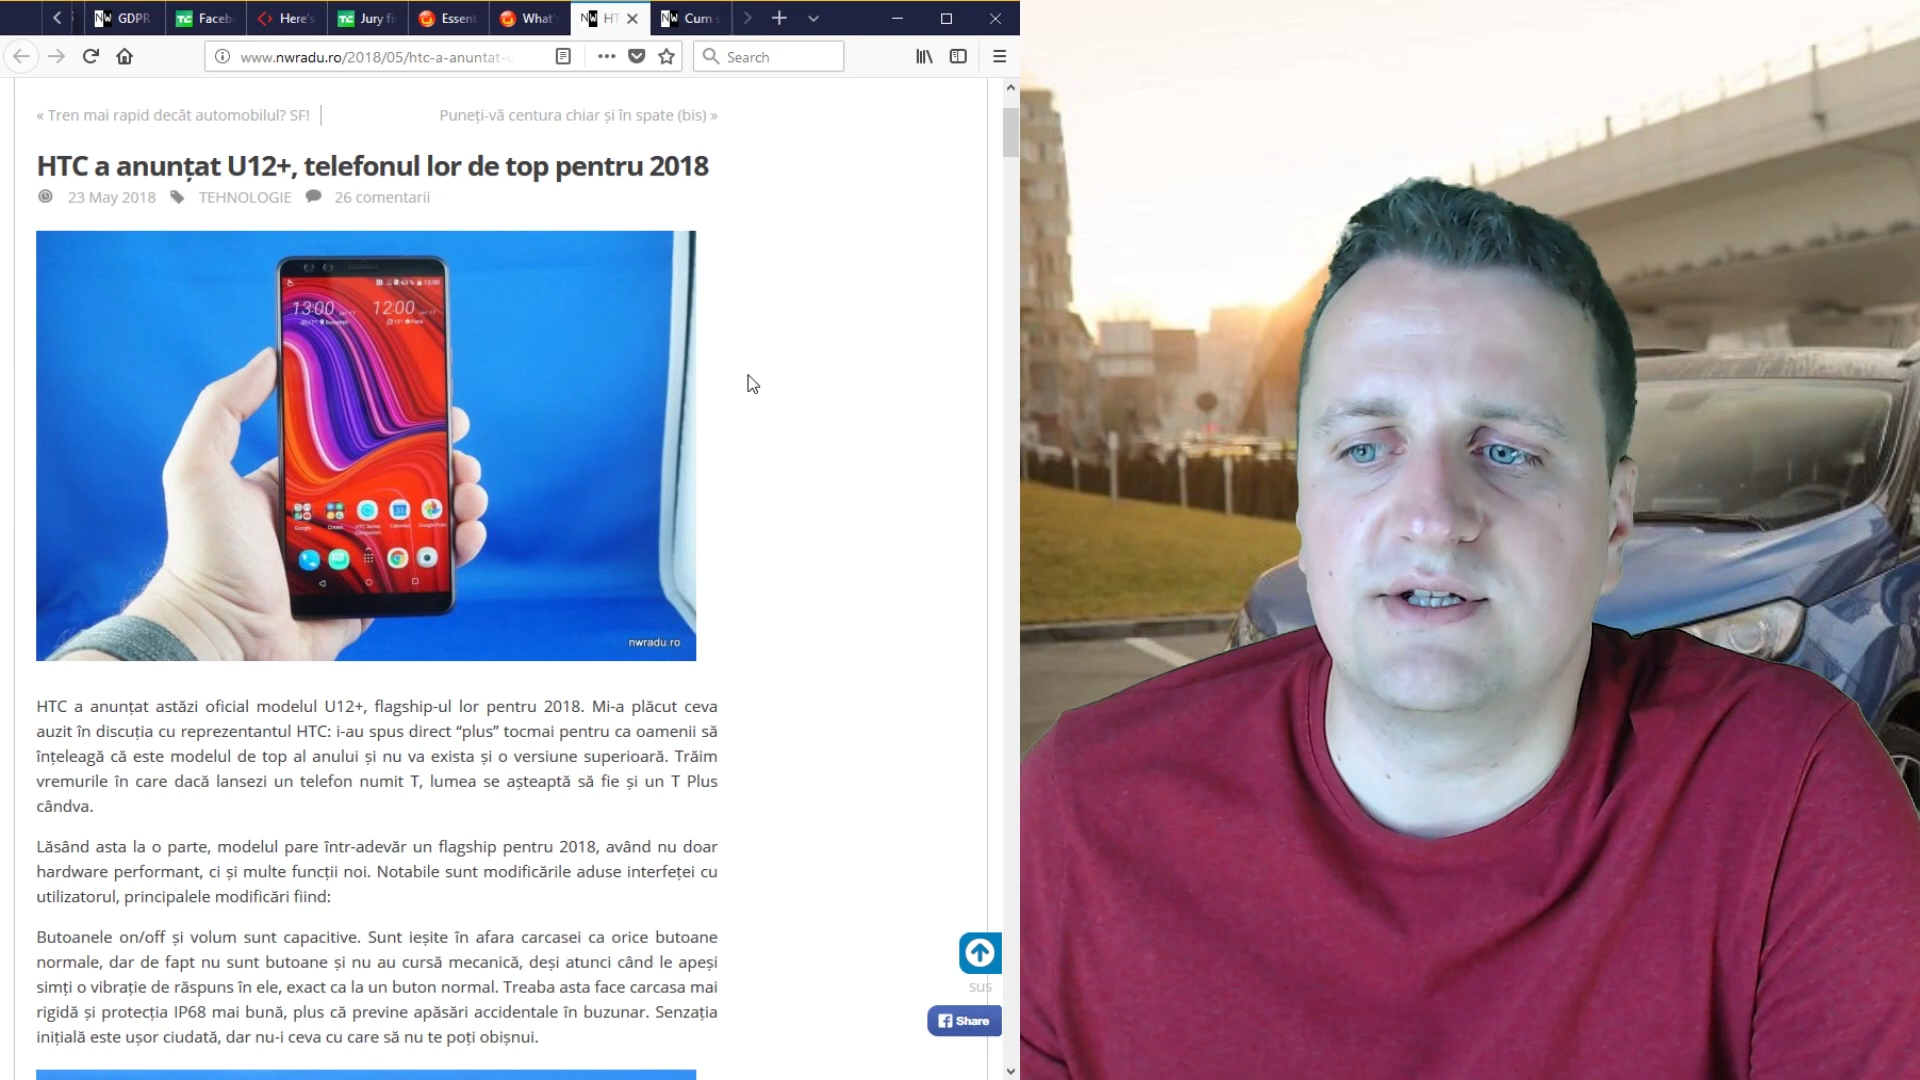 GDPR
Faceb
Here's
Jury fi
Essent
What'
HT
Cum s
www.nwradu.ro/2018/05/htc-a-anuntat-u
Search
« Tren mai rapid decât automobilul? SF!
Puneți-vă centura chiar și în spate (bis) »
HTC a anunțat U12+, telefonul lor de top pentru 2018
23 May 2018 TEHNOLOGIE 26 comentarii
13:00 12:00
nwradu.ro
HTC a anunțat astăzi oficial modelul U12+, flagship-ul lor pentru 2018. Mi-a plăcut ceva
auzit în discuția cu reprezentantul HTC: i-au spus direct “plus” tocmai pentru ca oamenii să
înțeleagă că este modelul de top al anului și nu va exista și o versiune superioară. Trăim
vremurile în care dacă lansezi un telefon numit T, lumea se așteaptă să fie și un T Plus
cândva.
Lăsând asta la o parte, modelul pare într-adevăr un flagship pentru 2018, având nu doar
hardware performant, ci și multe funcții noi. Notabile sunt modificările aduse interfeței cu
utilizatorul, principalele modificări fiind:
Butoanele on/off și volum sunt capacitive. Sunt ieșite în afara carcasei ca orice butoane
normale, dar de fapt nu sunt butoane și nu au cursă mecanică, deși atunci când le apeși
simți o vibrație de răspuns în ele, exact ca la un buton normal. Treaba asta face carcasa mai
rigidă și protecția IP68 mai bună, plus că previne apăsări accidentale în buzunar. Senzația
inițială este ușor ciudată, dar nu-i ceva cu care să nu te poți obișnui.
sus
Share